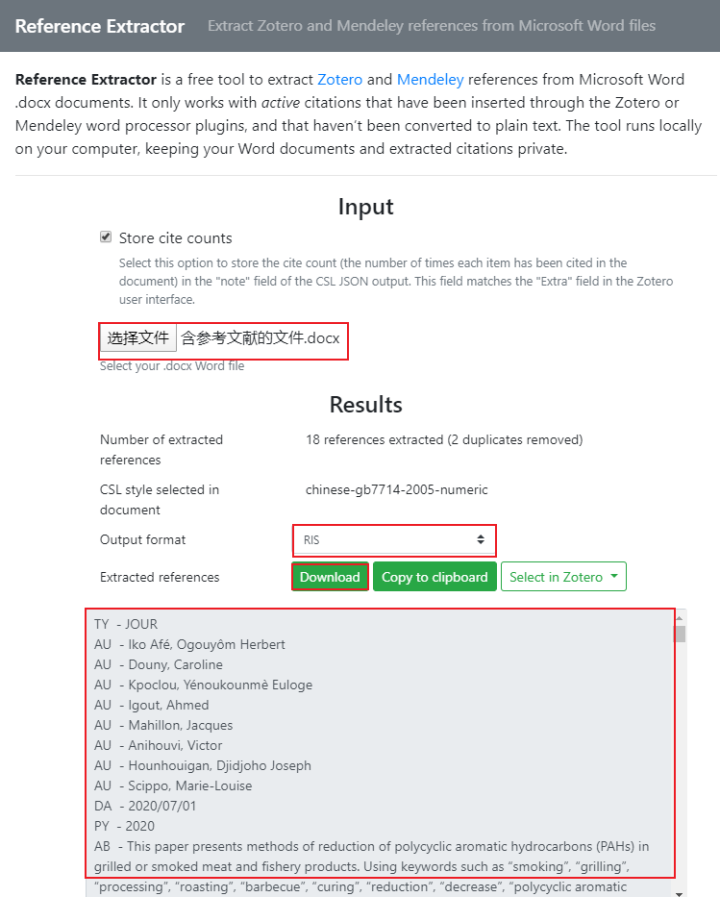 Reference Extractor Extract Zotero and Mendeley references from Microsoft Word files
Reference Extractor is a free tool to extract Zotero and Mendeley references from Microsoft Word
.docx documents. It only works with active citations that have been inserted through the Zotero or
Mendeley word processor plugins, and that haven't been converted to plain text. The tool runs locally
on your computer, keeping your Word documents and extracted citations private.
Input
Store cite counts
Select this option to store the cite count (the number of times each item has been cited in the
document) in the "note" field of the CSL JSON output. This field matches the "Extra" field in the Zotero
user interface.
选择文件 含参考文献的文件.docx
Select your .docx Word file
Results
Number of extracted
references
18 references extracted (2 duplicates removed)
CSL style selected in
document
chinese-gb7714-2005-numeric
Output format
RIS
Extracted references
Download Copy to clipboard Select in Zotero
TY - JOUR
AU - Iko Afé, Ogouyôm Herbert
AU - Douny, Caroline
AU - Kpoclou, Yénoukounmè Euloge
AU - Igout, Ahmed
AU - Mahillon, Jacques
AU - Anihouvi, Victor
AU - Hounhouigan, Djidjoho Joseph
AU - Scippo, Marie-Louise
DA - 2020/07/01
PY - 2020
AB - This paper presents methods of reduction of polycyclic aromatic hydrocarbons (PAHs) in
grilled or smoked meat and fishery products. Using keywords such as “smoking”, “grilling”,
“processing”, “roasting”, “barbecue”, “curing”, “reduction”, “decrease”, “polycyclic aromatic